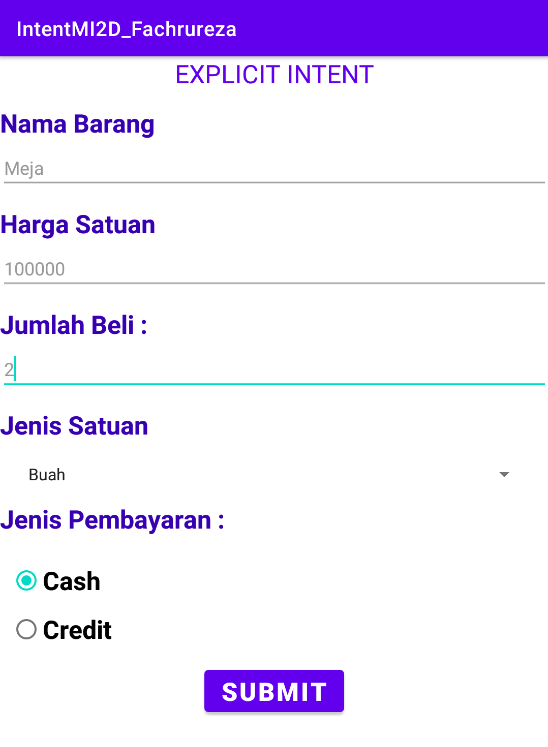 IntentMI2D_Fachrureza
EXPLICIT INTENT
Nama Barang
Meja
Harga Satuan
100000
Jumlah Beli :
2
Jenis Satuan
Buah
Jenis Pembayaran :
Cash
Credit
SUBMIT